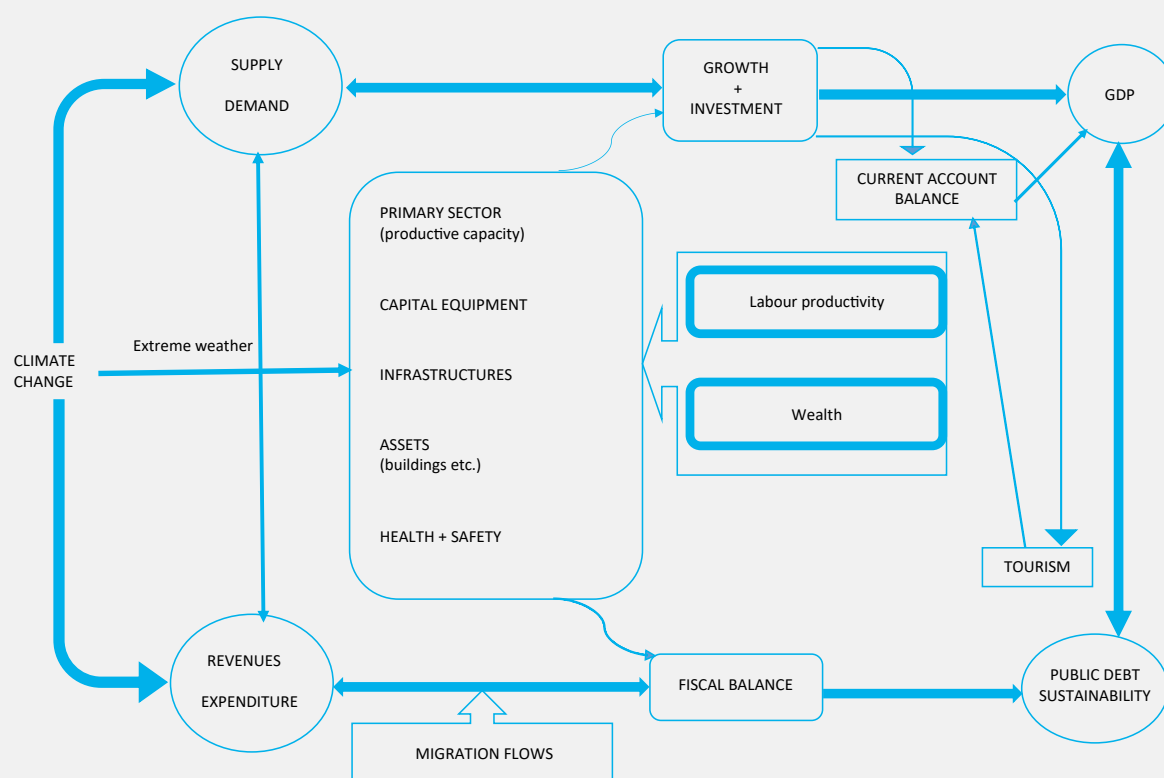 SUPPLY
DEMAND
GROWTH
+
INVESTMENT
GDP
CURRENT ACCOUNT
BALANCE
PRIMARY SECTOR
(productive capacity)
CAPITAL EQUIPMENT
Labour productivity
Extreme weather
CLIMATE
CHANGE
INFRASTRUCTURES
Wealth
ASSETS
(buildings etc.)
HEALTH + SAFETY
TOURISM
REVENUES
EXPENDITURE
FISCAL BALANCE
PUBLIC DEBT
SUSTAINABILITY
MIGRATION FLOWS